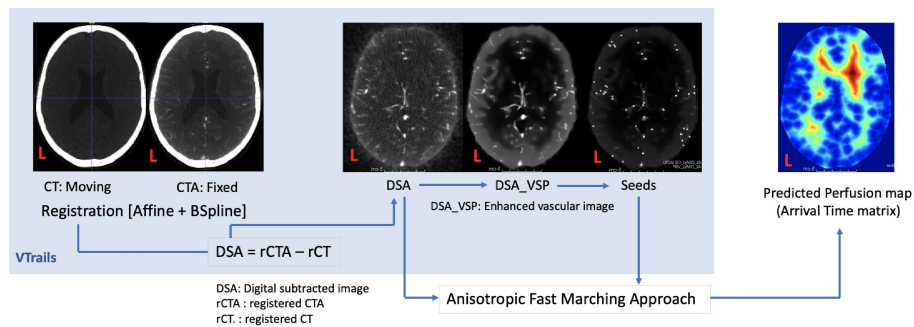 L
L
L
L
L
L
CT: Moving
CTA: Fixed
DSA
DSA_VSP
Seeds
Registration [Affine + BSpline]
DSA_VSP: Enhanced vascular image
Predicted Perfusion map
(Arrival Time matrix)
DSA = rCTA – rCT
VTrails
DSA: Digital subtracted image
rCTA : registered CTA
rCT. : registered CT
Anisotropic Fast Marching Approach